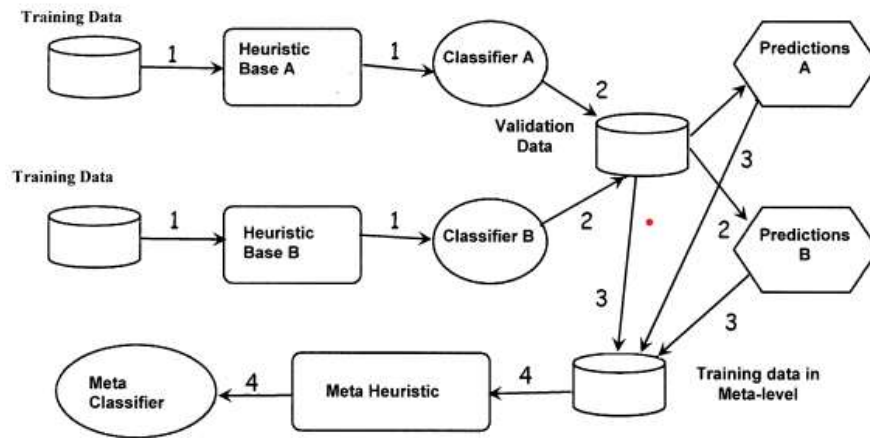 Training Data
1
Heuristic
Base A
1
Classifier A
2
Validation
Data
Predictions
A
3
Training Data
1
Heuristic
Base B
1
Classifier B
2
2
Predictions
B
3
3
Meta
Classifier
4
Meta Heuristic
4
Training data in
Meta-level